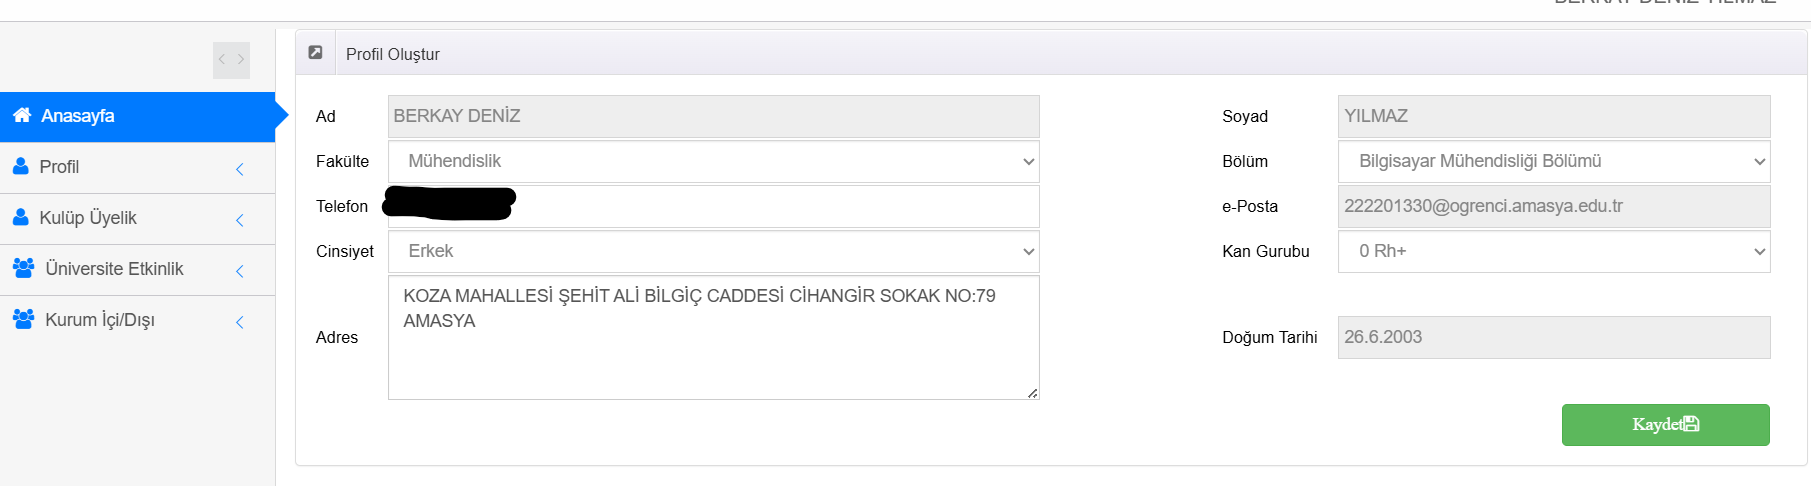 Profil Oluştur
Anasayfa
Profil
Kulüp Üyelik
Üniversite Etkinlik
Kurum İçi/Dışı
Ad BERKAY DENİZ Soyad YILMAZ
Fakülte Mühendislik Bölüm Bilgisayar Mühendisliği Bölümü
Telefon e-Posta 222201330@ogrenci.amasya.edu.tr
Cinsiyet Erkek Kan Gurubu 0 Rh+
KOZA MAHALLESİ ŞEHİT ALİ BİLGİÇ CADDESİ CİHANGİR SOKAK NO:79
AMASYA
Adres Doğum Tarihi 26.6.2003
Kaydet